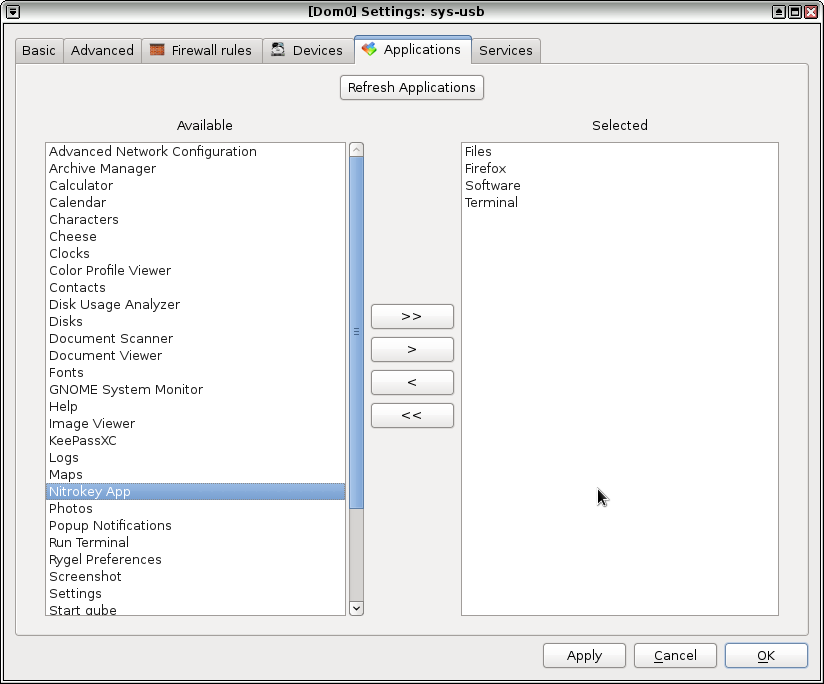 [Dom0] Settings: sys-usb
Basic Advanced Firewall rules Devices Applications Services
Refresh Applications
Available
Advanced Network Configuration
Archive Manager
Calculator
Calendar
Characters
Cheese
Clocks
Color Profile Viewer
Contacts
Disk Usage Analyzer
Disks
Document Scanner
Document Viewer
Fonts
GNOME System Monitor
Help
Image Viewer
KeePassXC
Logs
Maps
Nitrokey App
Photos
Popup Notifications
Run Terminal
Rygel Preferences
Screenshot
Settings
Start qube
>>
>
<
<<
Selected
Files
Firefox
Software
Terminal
Apply Cancel OK